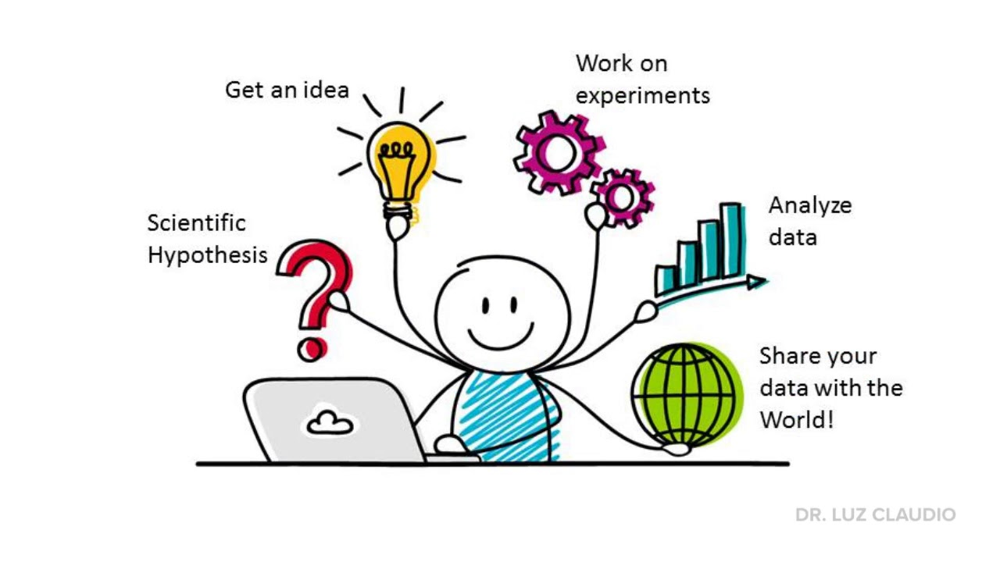 Get an idea
Work on
experiments
Scientific
Hypothesis
Analyze
data
Share your
data with the
World!
DR. LUZ CLAUDIO